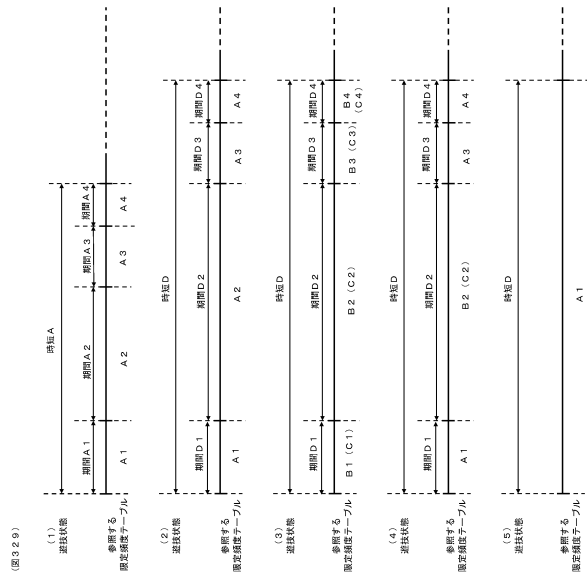 (図329)
(1)
遊技状態
時短A
期間A1
期間A2
期間A3
期間A4
参照する
限定頻度テーブル
A1
A2
A3
A4
(2)
遊技状態
時短D
期間D1
期間D2
期間D3
期間D4
参照する
限定頻度テーブル
A1
A2
A3
A4
(3)
遊技状態
時短D
期間D1
期間D2
期間D3
期間D4
参照する
限定頻度テーブル
B1(C1)
B2(C2)
B3(C3)
B4
(C4)
(4)
遊技状態
時短D
期間D1
期間D2
期間D3
期間D4
参照する
限定頻度テーブル
A1
B2(C2)
A3
A4
(5)
遊技状態
時短D
参照する
限定頻度テーブル
A1